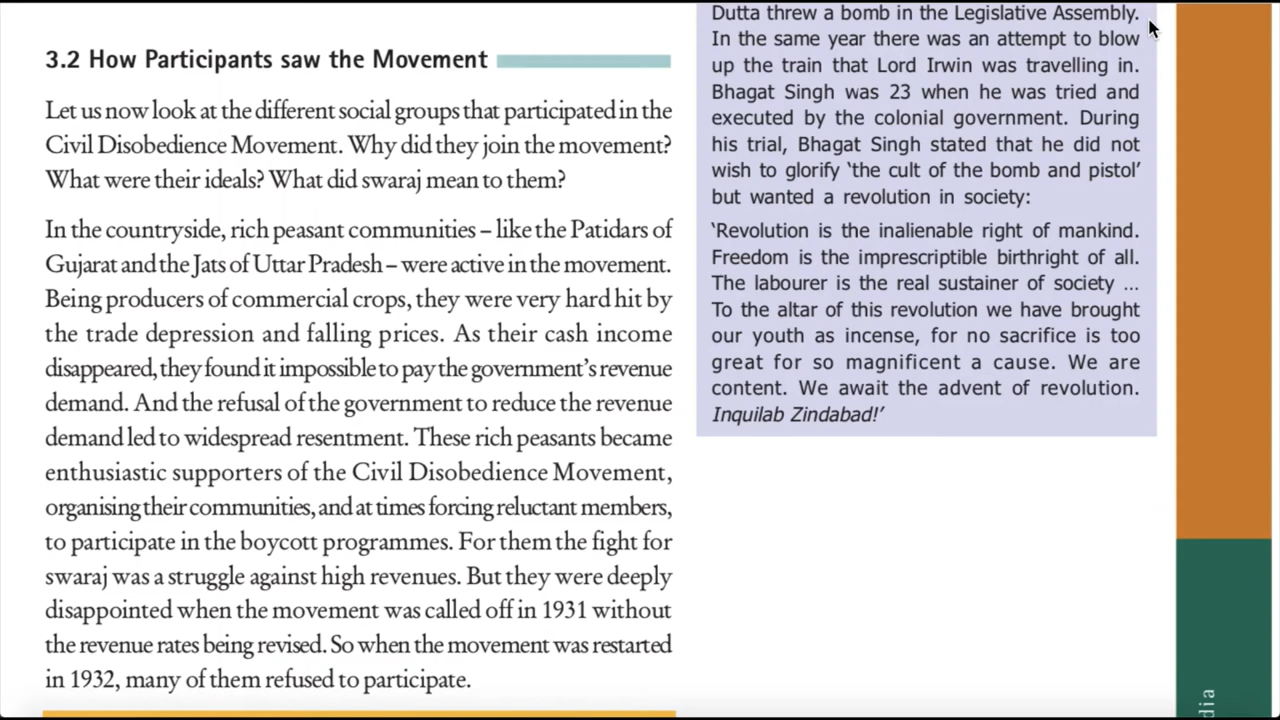 3.2 How Participants saw the Movement
Let us now look at the different social groups that participated in the
Civil Disobedience Movement. Why did they join the movement?
What were their ideals? What did swaraj mean to them?
In the countryside, rich peasant communities – like the Patidars of
Gujarat and the Jats of Uttar Pradesh – were active in the movement.
Being producers of commercial crops, they were very hard hit by
the trade depression and falling prices. As their cash income
disappeared, they found it impossible to pay the government's revenue
demand. And the refusal of the government to reduce the revenue
demand led to widespread resentment. These rich peasants became
enthusiastic supporters of the Civil Disobedience Movement,
organising their communities, and at times forcing reluctant members,
to participate in the boycott programmes. For them the fight for
swaraj was a struggle against high revenues. But they were deeply
disappointed when the movement was called off in 1931 without
the revenue rates being revised. So when the movement was restarted
in 1932, many of them refused to participate.
Dutta threw a bomb in the Legislative Assembly.
In the same year there was an attempt to blow
up the train that Lord Irwin was travelling in.
Bhagat Singh was 23 when he was tried and
executed by the colonial government. During
his trial, Bhagat Singh stated that he did not
wish to glorify 'the cult of the bomb and pistol'
but wanted a revolution in society:
'Revolution is the inalienable right of mankind.
Freedom is the imprescriptible birthright of all.
The labourer is the real sustainer of society ...
To the altar of this revolution we have brought
our youth as incense, for no sacrifice is too
great for so magnificent a cause. We are
content. We await the advent of revolution.
Inquilab Zindabad!'
dia